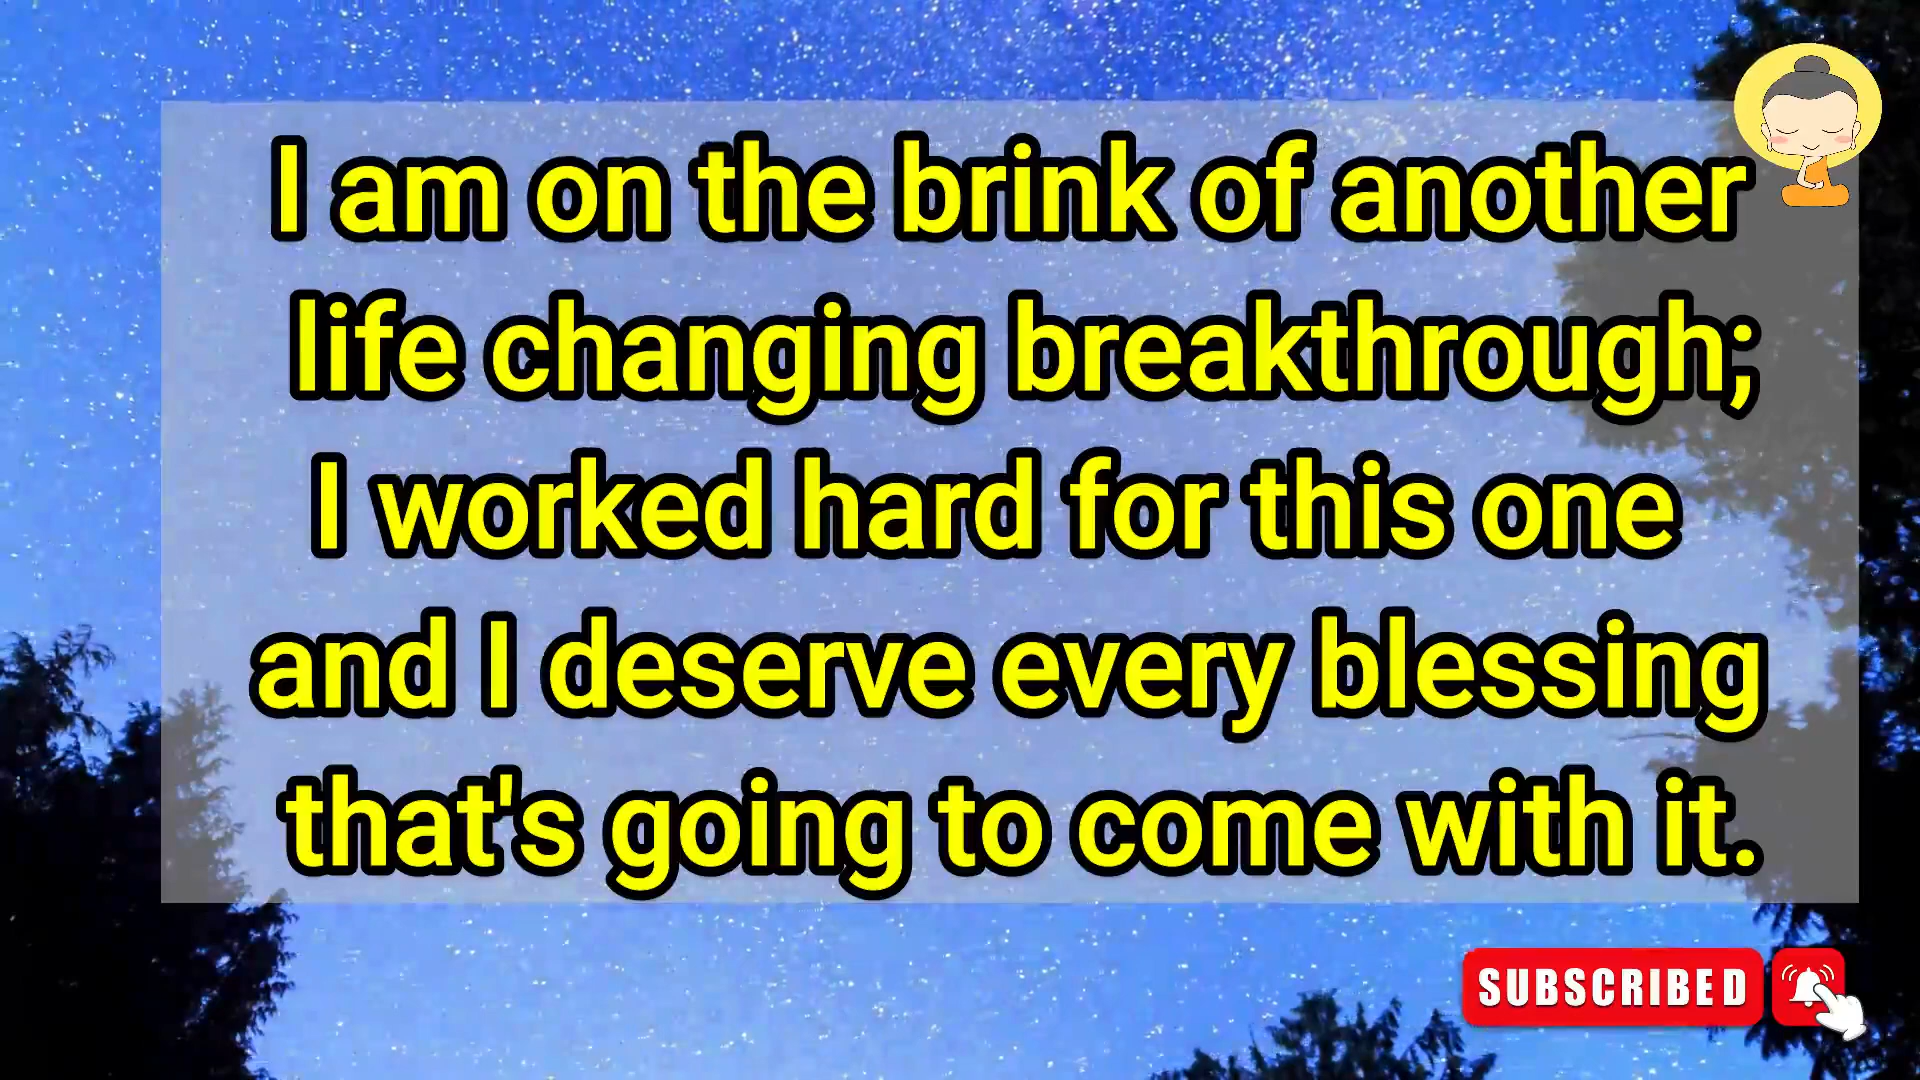 I am on the brink of another
life changing breakthrough;
I worked hard for this one
and I deserve every blessing
that's going to come with it.
SUBSCRIBED